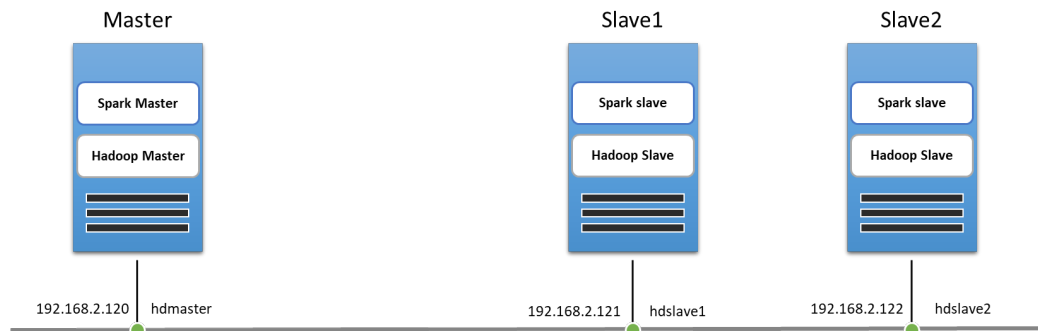 Master
Slave1
Slave2
Spark Master
Spark slave
Spark slave
Hadoop Master
Hadoop Slave
Hadoop Slave
192.168.2.120 hdmaster
192.168.2.121 hdslave1
192.168.2.122 hdslave2